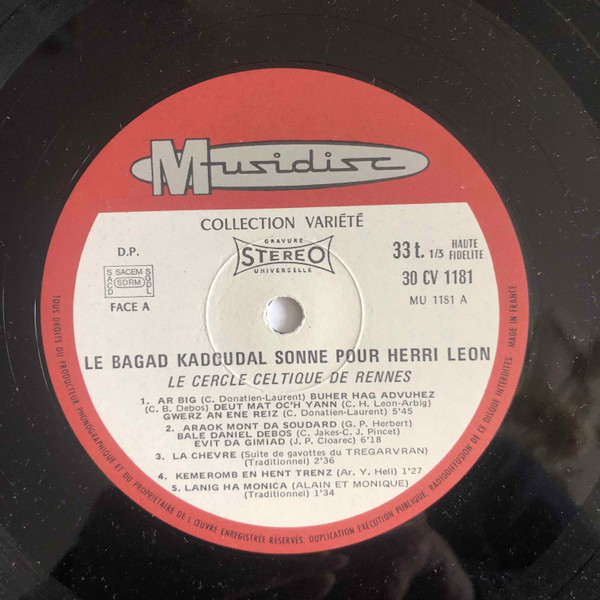 Musidisc
COLLECTION VARIÉTÉ
D.P.
GRAVURE
STEREO
UNIVERSELLE
33 t. 1/3 HAUTE FIDELITE
30 CV 1181
MU 1181 A
SACD
SACEM
SDRM
SGDL
FACE A
LE BAGAD KADOUDAL SONNE POUR HERRI LEON
LE CERCLE CELTIQUE DE RENNES
1. AR BIG (C. Donatien-Laurent) BUHER HAG ADVUHEZ
(C. B. Debos) DEUT MAT OC'H YANN (C. H. Leon-Arbig)
GWERZ AN ENE REIZ (C. Donatien-Laurent) 5'45
2. ARAOK MONT DA SOUDARD (G. P. Herbert)
BALE DANIEL DEBOS (C. Jakes-C. J. Pincet)
EVIT DA GIMIAD (J. P. Cloarec) 6'18
3. LA CHEVRE (Suite de gavottes du TREGARVRAN)
(Traditionnel) 2'36
4. KEMEROMB EN HENT TRENZ (Ar. Y. Hell) 1'27
5. LANIG HA MONICA (ALAIN ET MONIQUE)
(Traditionnel) 1'34
TOUS DROITS DU PRODUCTEUR PHONOGRAPHIQUE ET DU PROPRIÉTAIRE DE L'ŒUVRE ENREGISTRÉE RÉSERVÉS. DUPLICATION EXÉCUTION PUBLIQUE, RADIODIFFUSION DE CE DISQUE INTERDITES MADE IN FRANCE